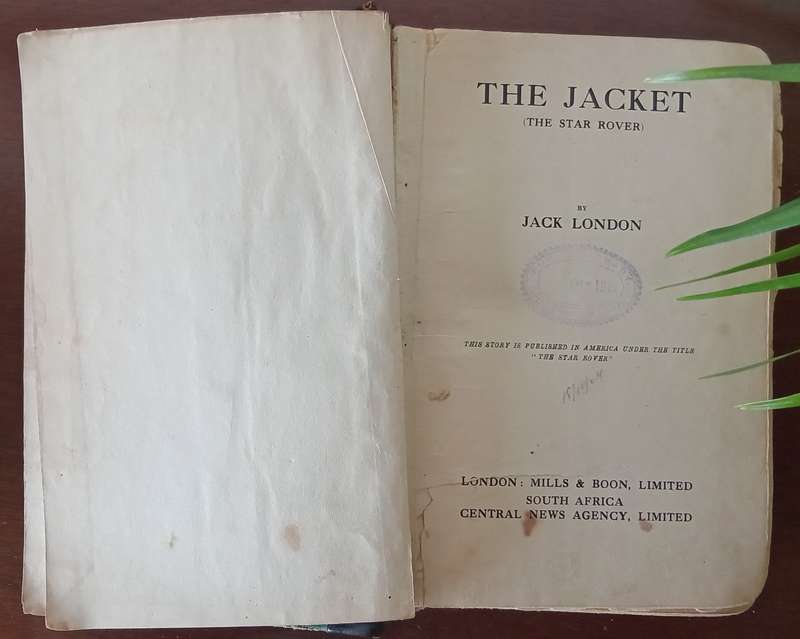 THE JACKET
(THE STAR ROVER)
BY
JACK LONDON
THIS STORY IS PUBLISHED IN AMERICA UNDER THE TITLE
"THE STAR ROVER"
LONDON: MILLS & BOON, LIMITED
SOUTH AFRICA
CENTRAL NEWS AGENCY, LIMITED